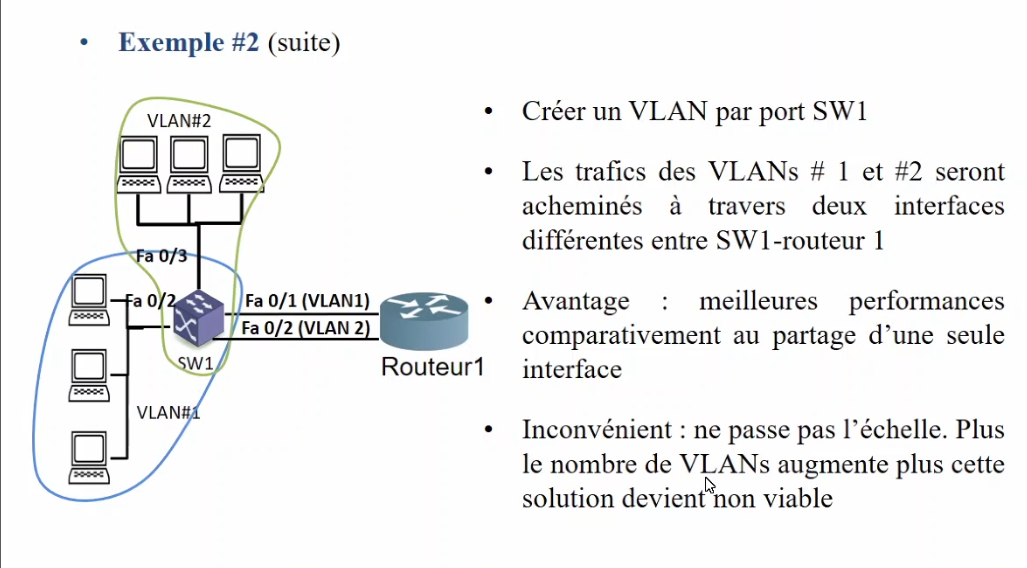 • Exemple #2 (suite)
VLAN#2
Fa 0/3
Fa 0/2
Fa 0/1 (VLAN1)
Fa 0/2 (VLAN 2)
SW1
Routeur1
VLAN#1
• Créer un VLAN par port SW1
• Les trafics des VLANs # 1 et #2 seront
acheminés à travers deux interfaces
différentes entre SW1-routeur 1
• Avantage : meilleures performances
comparativement au partage d’une seule
interface
• Inconvénient : ne passe pas l’échelle. Plus
le nombre de VLANs augmente plus cette
solution devient non viable